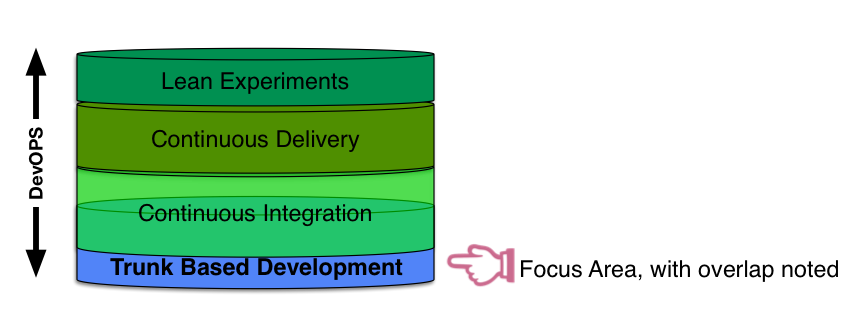 Lean Experiments
Continuous Delivery
DevOPS
Continuous Integration
Trunk Based Development
Focus Area, with overlap noted